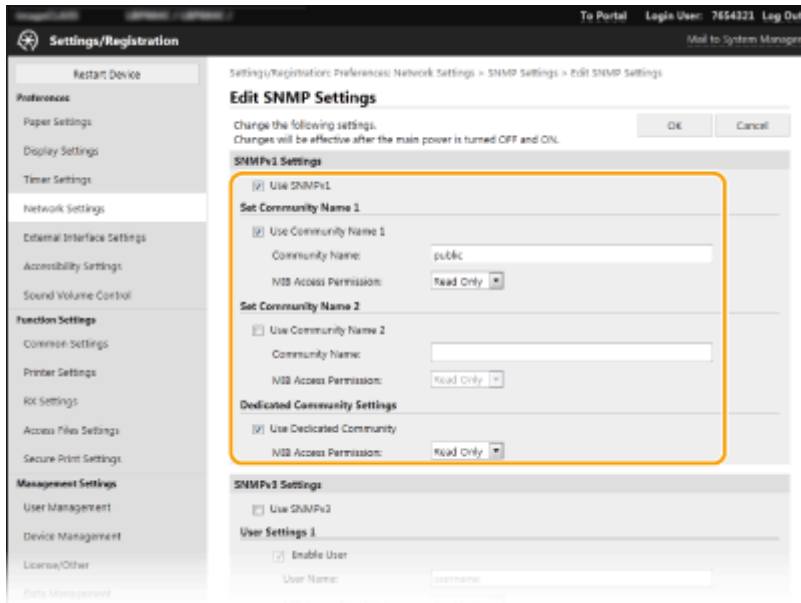 To Portal Login User: 7654321 Log Out
Settings/Registration
Mail to System Manager
Restart Device
Preferences
Paper Settings
Display Settings
Timer Settings
Network Settings
External Interface Settings
Accessibility Settings
Sound Volume Control
Function Settings
Common Settings
Printer Settings
RX Settings
Access Files Settings
Secure Print Settings
Management Settings
User Management
Device Management
License/Other
Data Management
Settings/Registration: Preferences: Network Settings > SNMP Settings > Edit SNMP Settings
Edit SNMP Settings
Change the following settings.
Changes will be effective after the main power is turned OFF and ON.
OK Cancel
SNMPv1 Settings
Use SNMPv1
Set Community Name 1
Use Community Name 1
Community Name: public
MIB Access Permission: Read Only
Set Community Name 2
Use Community Name 2
Community Name:
MIB Access Permission: Read Only
Dedicated Community Settings
Use Dedicated Community
MIB Access Permission: Read Only
SNMPv3 Settings
Use SNMPv3
User Settings 1
Enable User
User Name: username